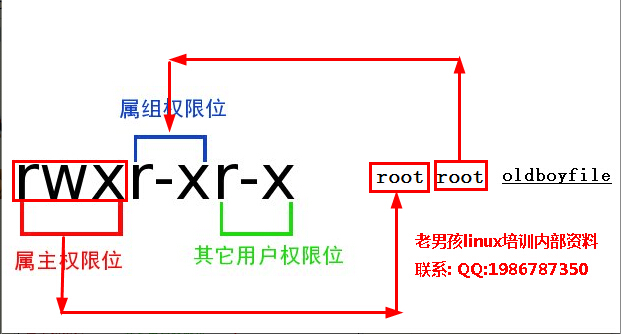 属组权限位
rwxr-xr-x root root oldboyfile
属主权限位
其它用户权限位
老男孩linux培训内部资料
联系: QQ:1986787350